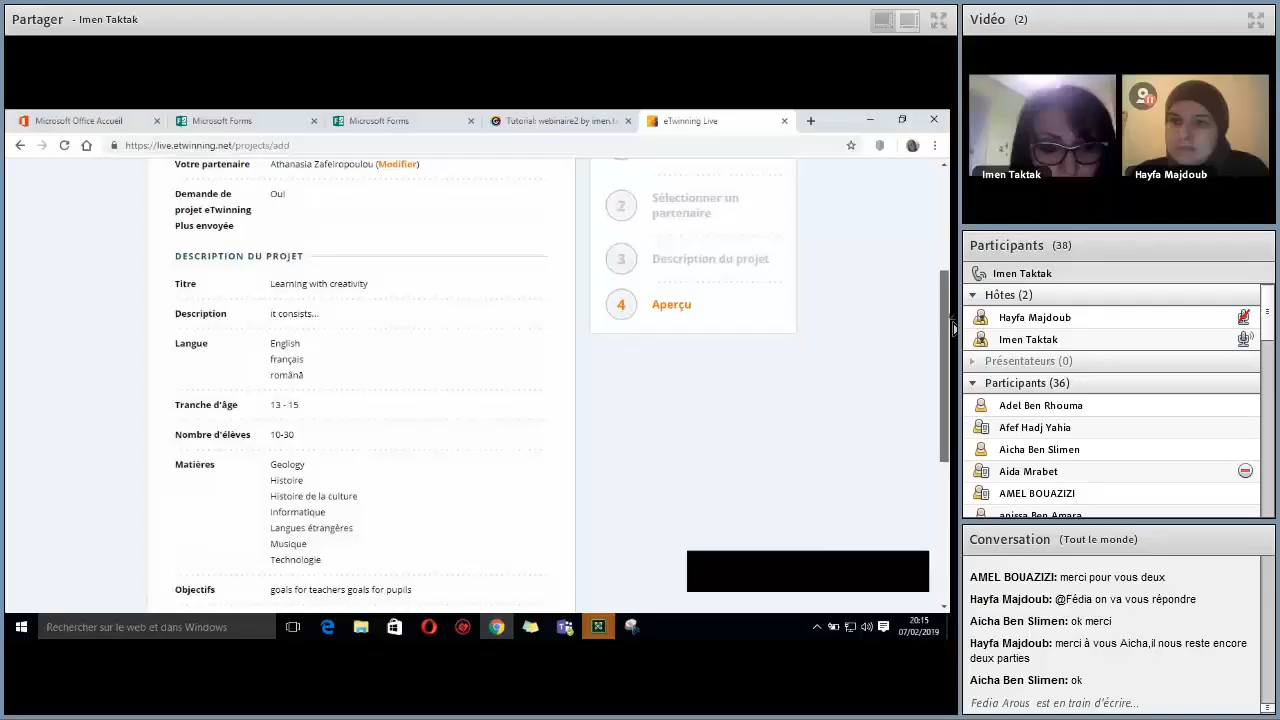 Partager - Imen Taktak
Microsoft Office Accueil
Microsoft Forms
Microsoft Forms
Tutorial: webinaire2 by imen.t
eTwinning Live
https://live.etwinning.net/projects/add
Votre partenaire Athanasia Zafeiropoulou (Modifier)
Demande de projet eTwinning Plus envoyée Oui
DESCRIPTION DU PROJET
Titre Learning with creativity
Description it consists...
Langue English
français
română
Tranche d'âge 13 - 15
Nombre d'élèves 10-30
Matières Geology
Histoire
Histoire de la culture
Informatique
Langues étrangères
Musique
Technologie
Objectifs goals for teachers goals for pupils
2 Sélectionner un
partenaire
3 Description du projet
4 Aperçu
Rechercher sur le web et dans Windows
20:15
07/02/2019
Vidéo (2)
Imen Taktak
Hayfa Majdoub
Participants (38)
Imen Taktak
Hôtes (2)
Hayfa Majdoub
Imen Taktak
Présentateurs (0)
Participants (36)
Adel Ben Rhouma
Afef Hadj Yahia
Aicha Ben Slimen
Aida Mrabet
AMEL BOUAZIZI
anissa Ben Amara
Conversation (Tout le monde)
AMEL BOUAZIZI: merci pour vous deux
Hayfa Majdoub: @Fédia on va vous répondre
Aicha Ben Slimen: ok merci
Hayfa Majdoub: merci à vous Aicha,il nous reste encore
deux parties
Aicha Ben Slimen: ok
Fedia Arous est en train d'écrire...